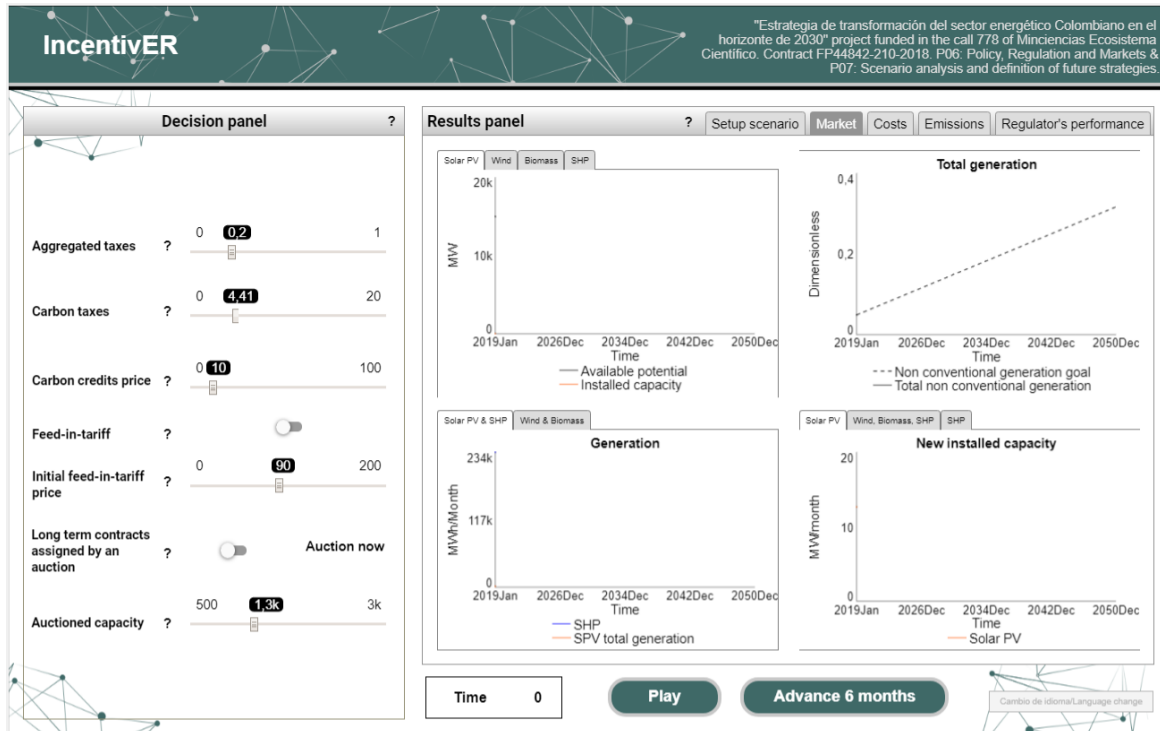 IncentivER
"Estrategia de transformación del sector energético Colombiano en el
horizonte de 2030" project funded in the call 778 of Minciencias Ecosistema
Científico. Contract FP44842-210-2018. P06: Policy, Regulation and Markets &
P07: Scenario analysis and definition of future strategies.
Decision panel ?
Aggregated taxes ? 0 0,2 1
Carbon taxes ? 0 4,41 20
Carbon credits price ? 0 10 100
Feed-in-tariff ?
Initial feed-in-tariff
price ? 0 90 200
Long term contracts
assigned by an
auction ? Auction now
Auctioned capacity ? 500 1,3k 3k
Results panel ? Setup scenario Market Costs Emissions Regulator's performance
Solar PV Wind Biomass SHP
20k
10k
0
MW
2019Jan 2026Dec 2034Dec 2042Dec 2050Dec
Time
Available potential
Installed capacity
Total generation
0,4
0,2
0
Dimensionless
2019Jan 2026Dec 2034Dec 2042Dec 2050Dec
Time
Non conventional generation goal
Total non conventional generation
Solar PV & SHP Wind & Biomass
Generation
234k
117k
0
MWh/Month
2019Jan 2026Dec 2034Dec 2042Dec 2050Dec
Time
SHP
SPV total generation
Solar PV Wind, Biomass, SHP SHP
New installed capacity
20
10
0
MW/month
2019Jan 2026Dec 2034Dec 2042Dec 2050Dec
Time
Solar PV
Time 0
Play
Advance 6 months
Cambio de idioma/Language change